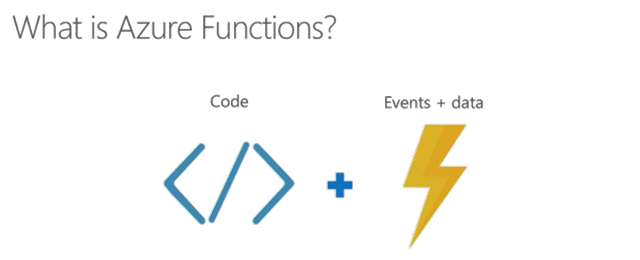 What is Azure Functions?
Code
Events + data